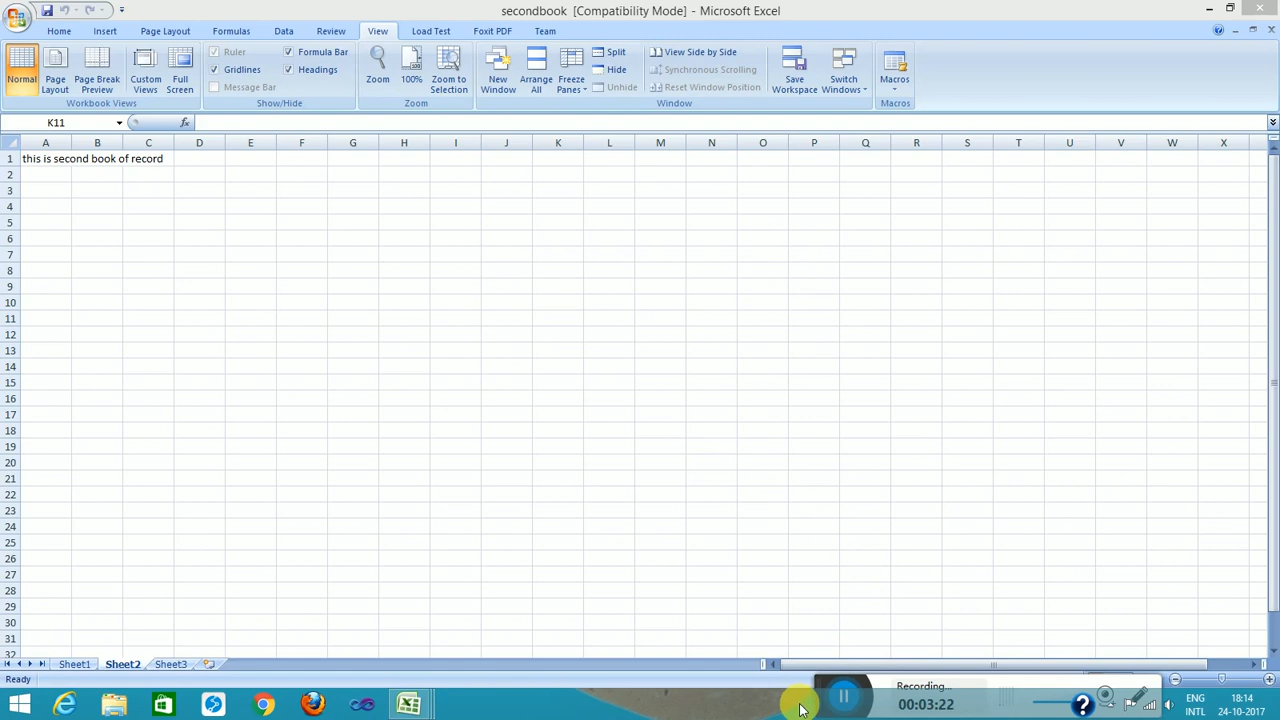 secondbook [Compatibility Mode] - Microsoft Excel
Home Insert Page Layout Formulas Data Review View Load Test Foxit PDF Team
Ruler Formula Bar Split View Side by Side
Gridlines Headings Hide Synchronous Scrolling
Message Bar Unhide Reset Window Position
Normal Page Layout Page Break Preview Custom Views Full Screen Zoom 100% Zoom to Selection New Window Arrange All Freeze Panes Save Workspace Switch Windows Macros
Workbook Views Show/Hide Zoom Window Macros
K11 fx
A B C D E F G H I J K L M N O P Q R S T U V W X
1 this is second book of record
2
3
4
5
6
7
8
9
10
11
12
13
14
15
16
17
18
19
20
21
22
23
24
25
26
27
28
29
30
31
32
Sheet1 Sheet2 Sheet3
Ready
Recording...
00:03:22
ENG 18:14
INTL 24-10-2017